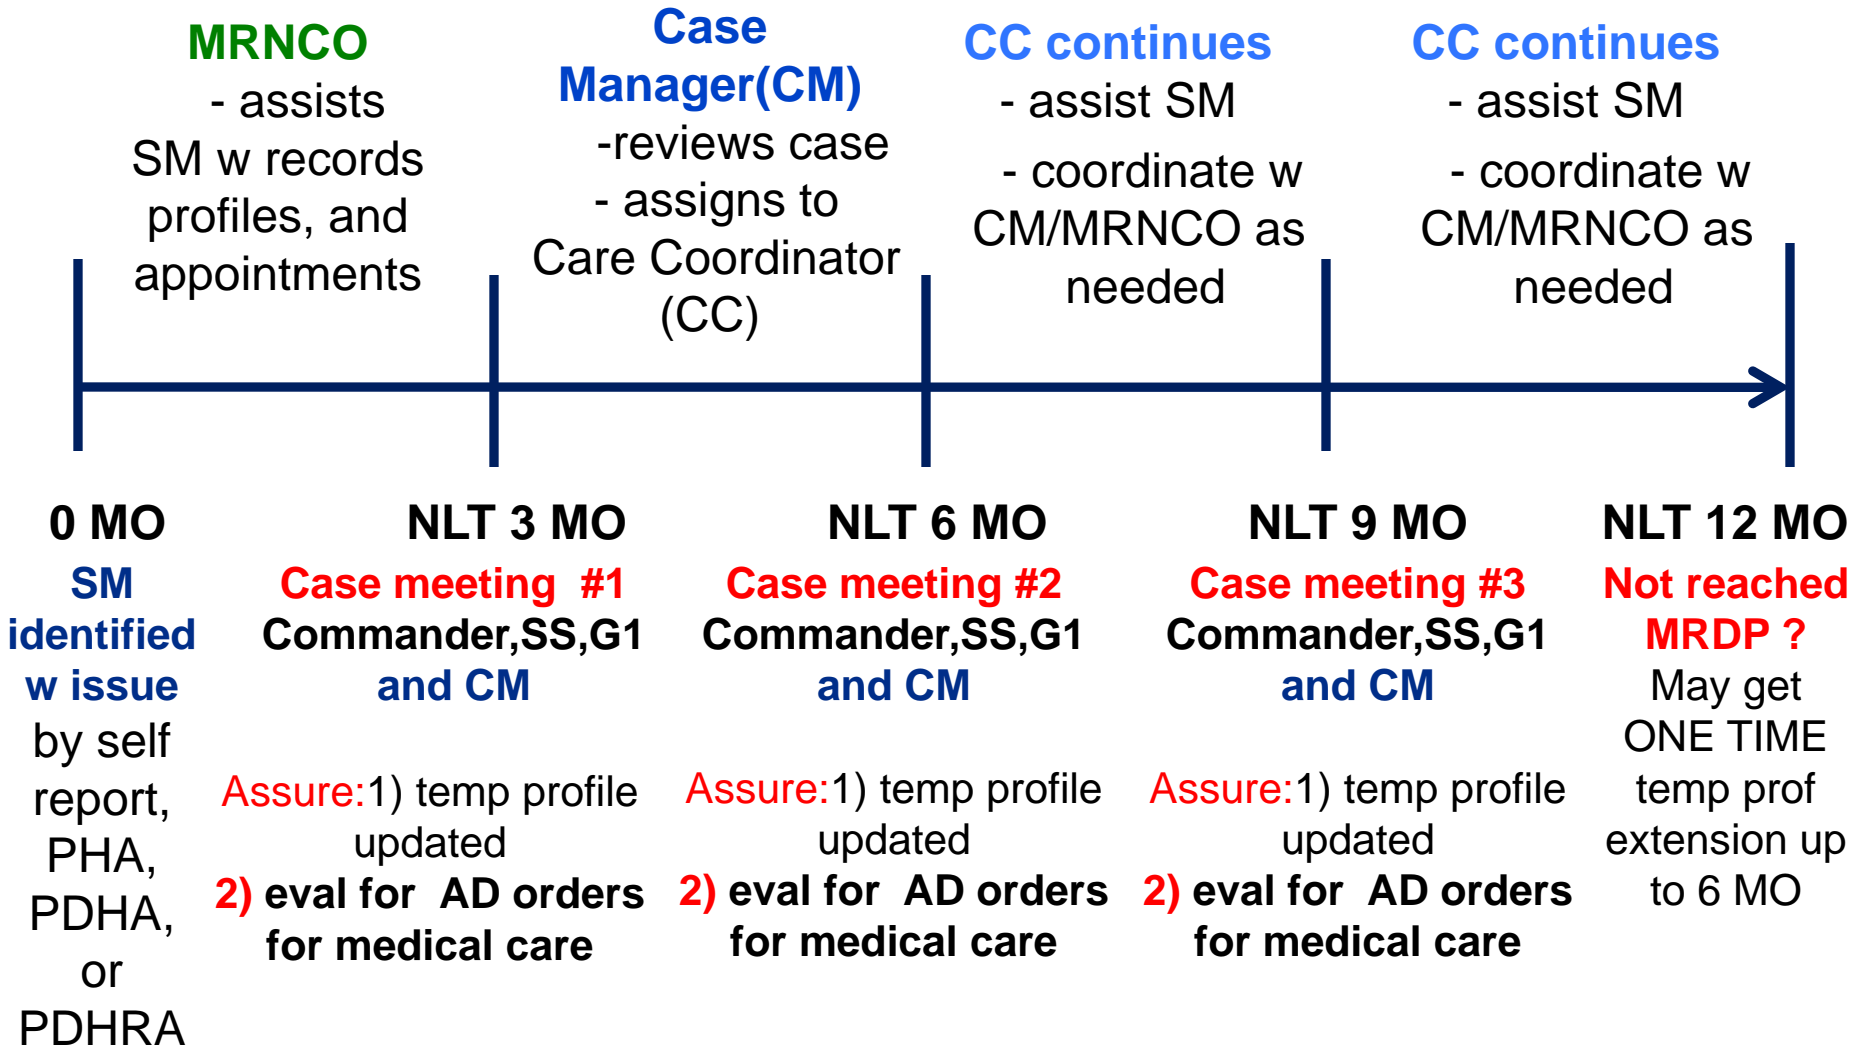 MRNCO
- assists
SM w records
profiles, and
appointments
Case
Manager(CM)
-reviews case
- assigns to
Care Coordinator
(CC)
CC continues
- assist SM
- coordinate w
CM/MRNCO as
needed
CC continues
- assist SM
- coordinate w
CM/MRNCO as
needed
0 MO
SM
identified
w issue
by self
report,
PHA,
PDHA,
or
PDHRA
NLT 3 MO
Case meeting #1
Commander,SS,G1
and CM
Assure:1) temp profile
updated
2) eval for AD orders
for medical care
NLT 6 MO
Case meeting #2
Commander,SS,G1
and CM
Assure:1) temp profile
updated
2) eval for AD orders
for medical care
NLT 9 MO
Case meeting #3
Commander,SS,G1
and CM
Assure:1) temp profile
updated
2) eval for AD orders
for medical care
NLT 12 MO
Not reached
MRDP ?
May get
ONE TIME
temp prof
extension up
to 6 MO